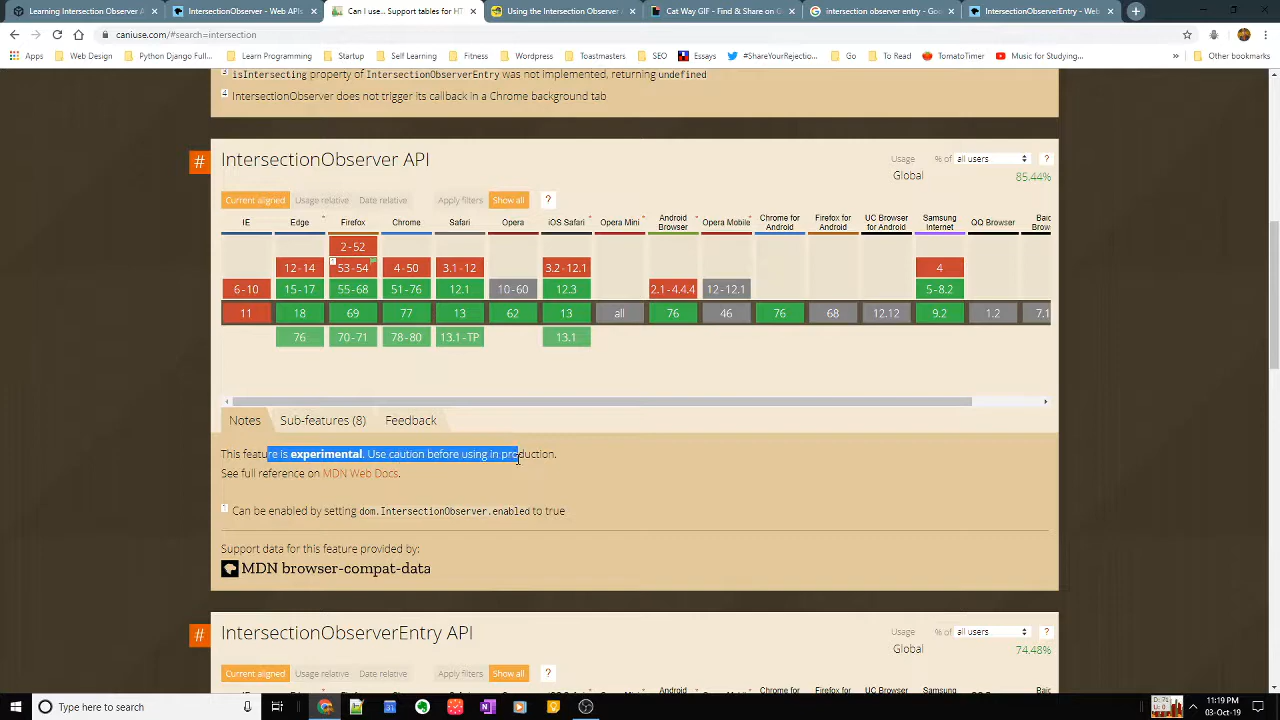 Learning Intersection Observer A
IntersectionObserver - Web APIs
Can I use... Support tables for HT
Using the Intersection Observer
Cat Way GIF - Find & Share on G
intersection observer entry - Goo
IntersectionObserverEntry - Web
caniuse.com/#search=intersection
Apps
Web Design
Python Django Full...
Learn Programming
Startup
Self Learning
Fitness
Wordpress
Toastmasters
SEO
Essays
#ShareYourRejectio...
Go
To Read
TomatoTimer
Music for Studying...
»
Other bookmarks
3 isIntersecting property of IntersectionObserverEntry was not implemented, returning undefined
4 IntersectionObserver does not trigger its callback in a Chrome background tab
# IntersectionObserver API
Usage % of all users ?
Global 85.44%
Current aligned Usage relative Date relative Apply filters Show all ?
IE Edge * Firefox Chrome Safari * Opera iOS Safari * Opera Mini * Android Browser * Opera Mobile * Chrome for Android Firefox for Android UC Browser for Android Samsung Internet QQ Browser Baic Brow
2-52
12-14 1 53-54 4-50 3.1-12 3.2-12.1 4
6-10 15-17 55-68 51-76 12.1 10-60 12.3 2.1-4.4.4 12-12.1 5-8.2
11 18 69 77 13 62 13 all 76 46 76 68 12.12 9.2 1.2 7.1
76 70-71 78-80 13.1-TP 13.1
Notes Sub-features (8) Feedback
This feature is experimental. Use caution before using in production.
See full reference on MDN Web Docs.
1 Can be enabled by setting dom.IntersectionObserver.enabled to true
Support data for this feature provided by:
MDN browser-compat-data
# IntersectionObserverEntry API
Usage % of all users ?
Global 74.48%
Current aligned Usage relative Date relative Apply filters Show all ?
Type here to search
11:19 PM
03-Oct-19